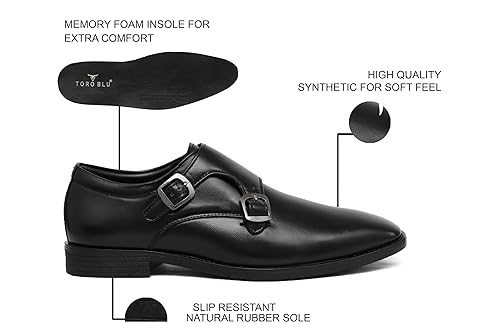 MEMORY FOAM INSOLE FOR
EXTRA COMFORT
TORO BLU
HIGH QUALITY
SYNTHETIC FOR SOFT FEEL
SLIP RESISTANT
NATURAL RUBBER SOLE